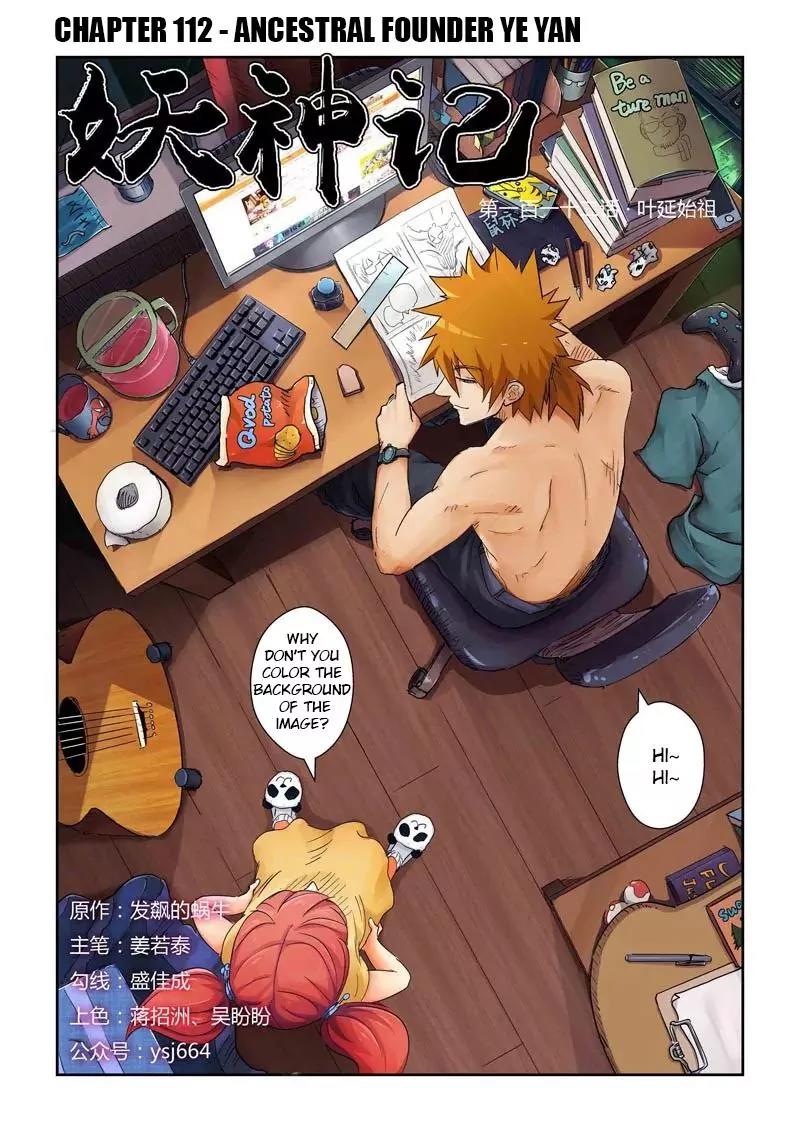 CHAPTER 112 - ANCESTRAL FOUNDER YE YAN
妖神记
Be a
ture man
第一百一十二话·叶延始祖
Qvod
potato
WHY
DON'T YOU
COLOR THE
BACKGROUND
OF THE
IMAGE?
HI~
HI~
原作：发飙的蜗牛
主笔：姜若泰
勾线：盛佳成
上色：蒋招洲、吴盼盼
公众号：ysj664